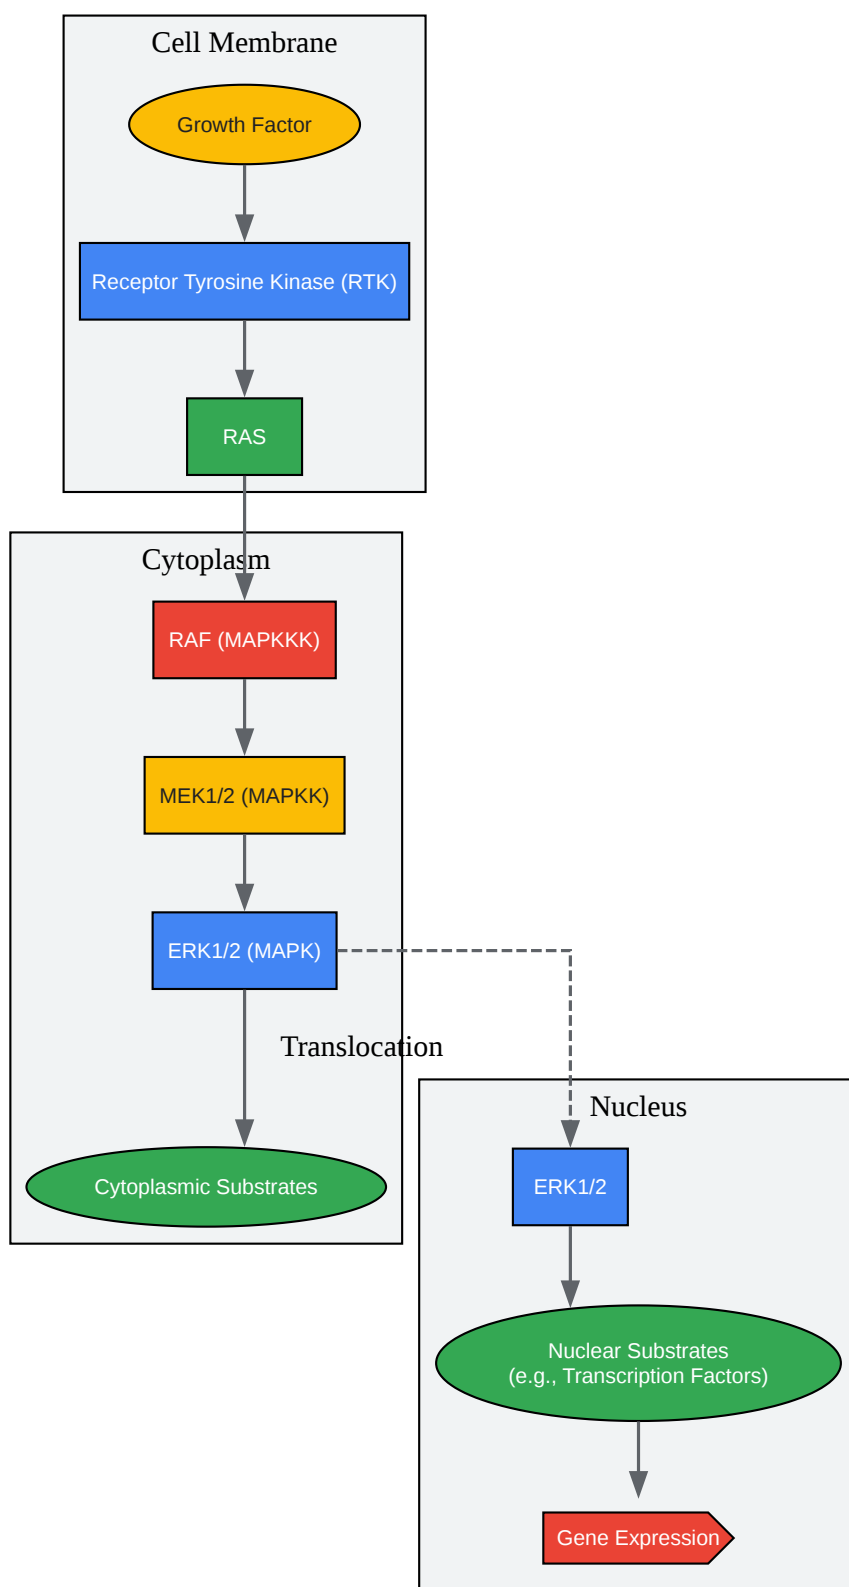 Cell Membrane
Growth Factor
Receptor Tyrosine Kinase (RTK)
RAS
Cytoplasm
RAF (MAPKKK)
MEK1/2 (MAPKK)
ERK1/2 (MAPK)
Translocation
Nucleus
Cytoplasmic Substrates
ERK1/2
Nuclear Substrates
(e.g., Transcription Factors)
Gene Expression